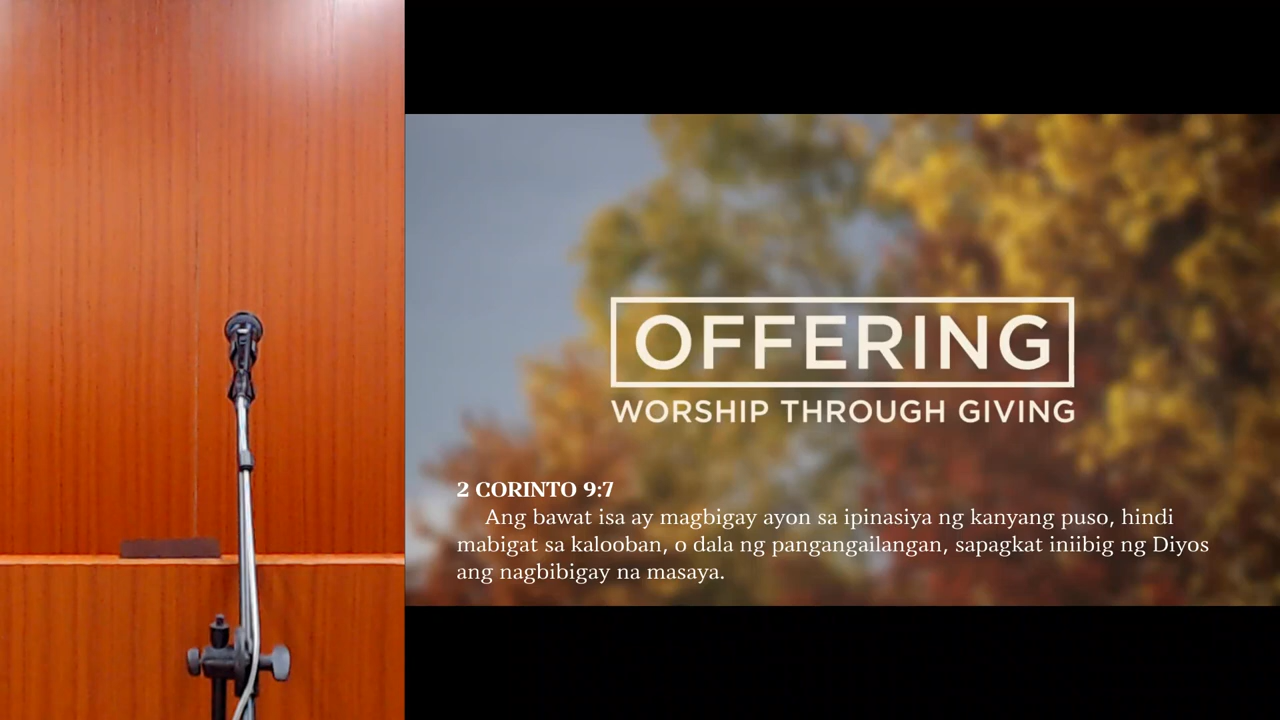 OFFERING
WORSHIP THROUGH GIVING
2 CORINTO 9:7
Ang bawat isa ay magbigay ayon sa ipinasiya ng kanyang puso, hindi
mabigat sa kalooban, o dala ng pangangailangan, sapagkat iniibig ng Diyos
ang nagbibigay na masaya.